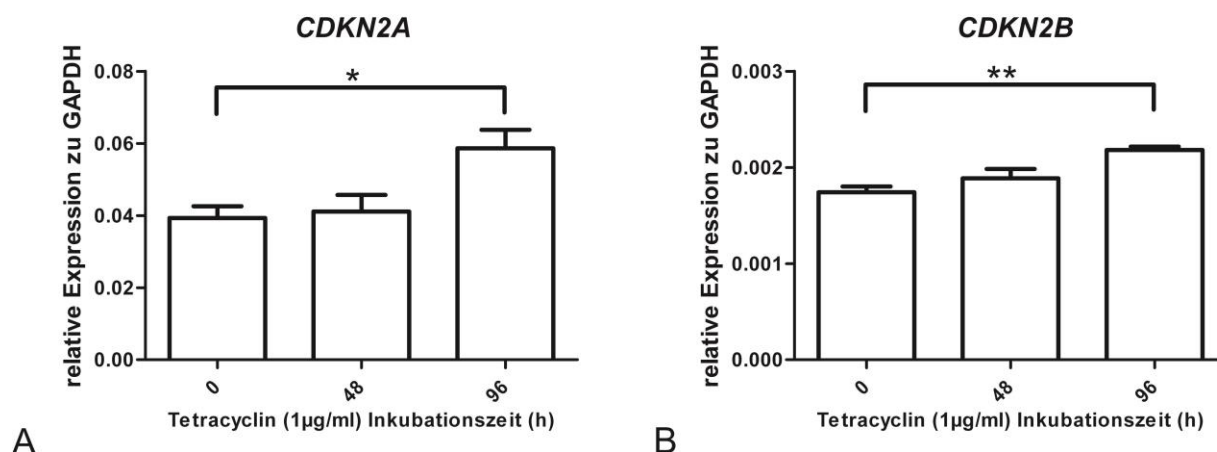 CDKN2A
relative Expression zu GAPDH
0.08
0.06
0.04
0.02
0.00
*
0
48
96
Tetracyclin (1µg/ml) Inkubationszeit (h)
A
CDKN2B
relative Expression zu GAPDH
0.003
0.002
0.001
0.000
**
0
48
96
Tetracyclin (1µg/ml) Inkubationszeit (h)
B